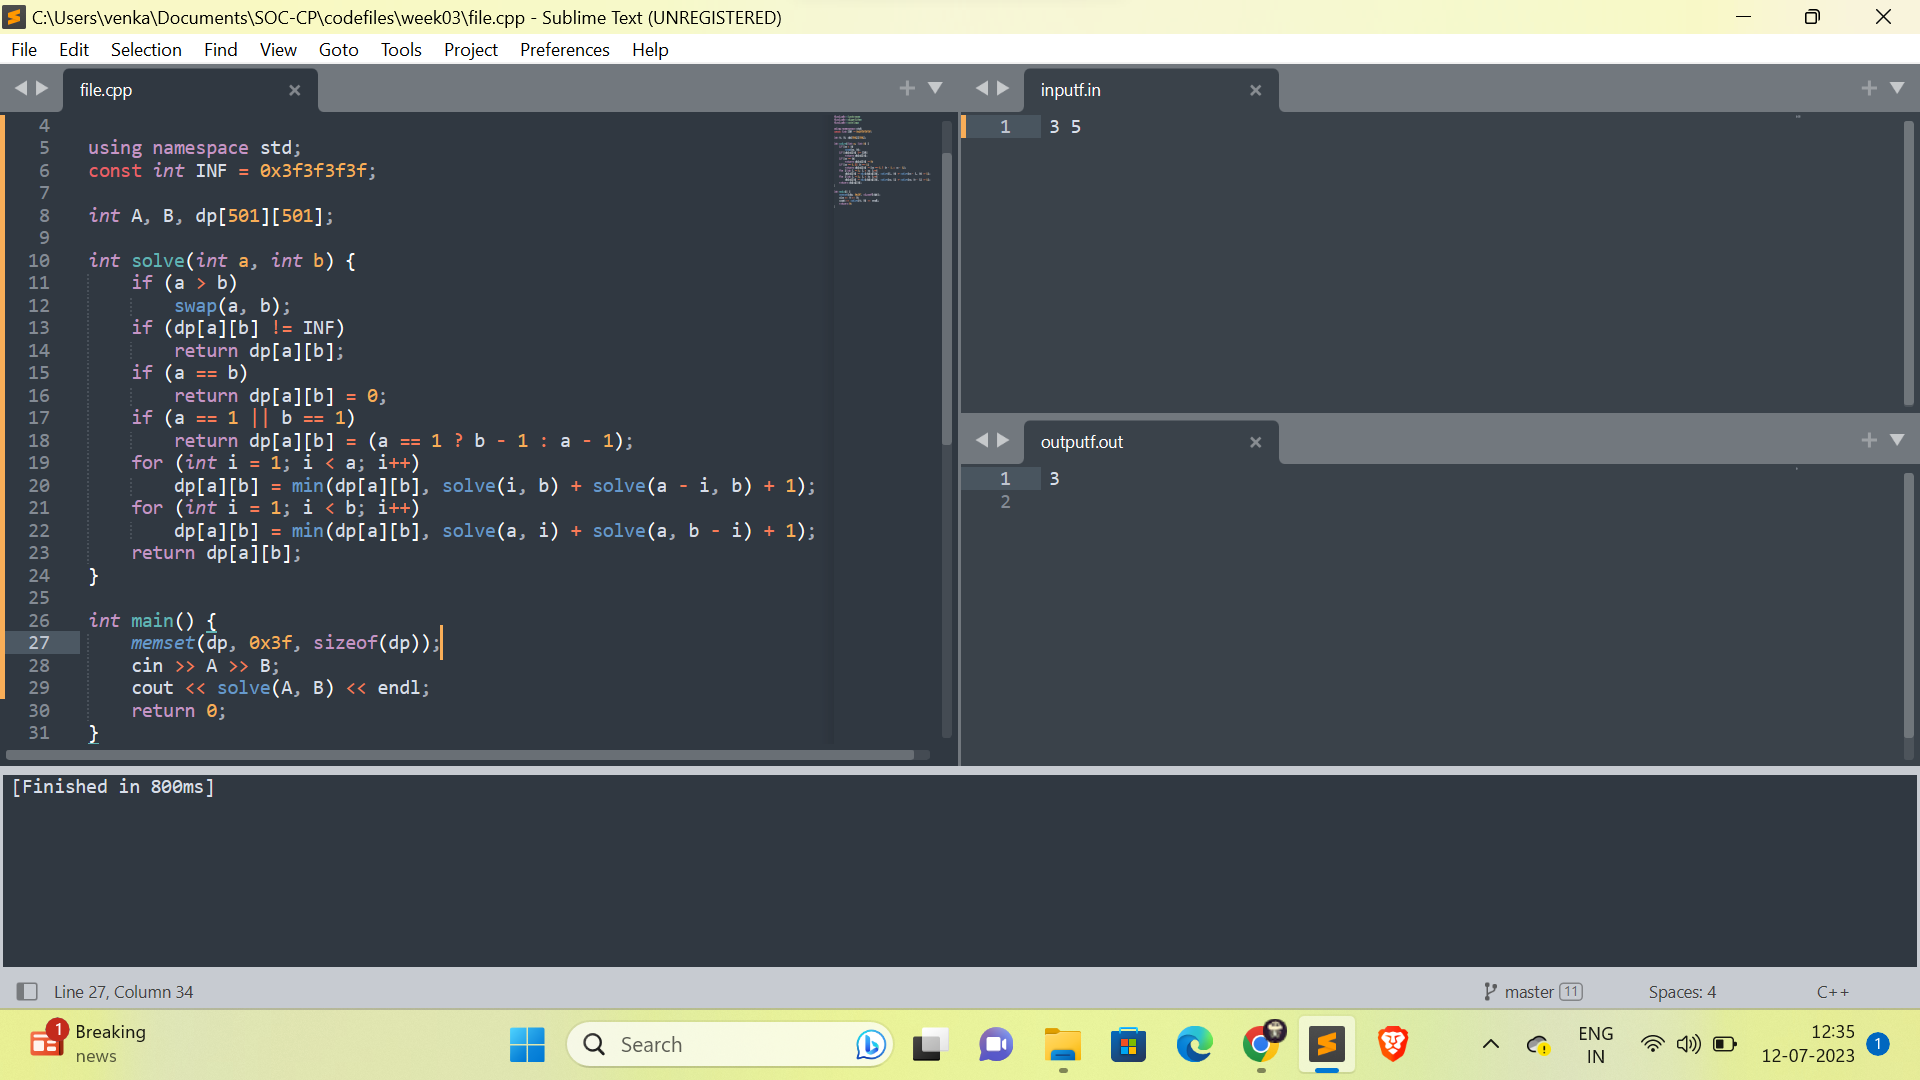 C:\Users\venka\Documents\SOC-CP\codefiles\week03\file.cpp - Sublime Text (UNREGISTERED)
File Edit Selection Find View Goto Tools Project Preferences Help
file.cpp
4
5 using namespace std;
6 const int INF = 0x3f3f3f3f;
7
8 int A, B, dp[501][501];
9
10 int solve(int a, int b) {
11     if (a > b)
12         swap(a, b);
13     if (dp[a][b] != INF)
14         return dp[a][b];
15     if (a == b)
16         return dp[a][b] = 0;
17     if (a == 1 || b == 1)
18         return dp[a][b] = (a == 1 ? b - 1 : a - 1);
19     for (int i = 1; i < a; i++)
20         dp[a][b] = min(dp[a][b], solve(i, b) + solve(a - i, b) + 1);
21     for (int i = 1; i < b; i++)
22         dp[a][b] = min(dp[a][b], solve(a, i) + solve(a, b - i) + 1);
23     return dp[a][b];
24 }
25
26 int main() {
27     memset(dp, 0x3f, sizeof(dp));
28     cin >> A >> B;
29     cout << solve(A, B) << endl;
30     return 0;
31 }
inputf.in
1 3 5
outputf.out
1 3
2
[Finished in 800ms]
Line 27, Column 34
master 11
Spaces: 4
C++
1
Breaking
news
Search
ENG
IN
12:35
12-07-2023
1